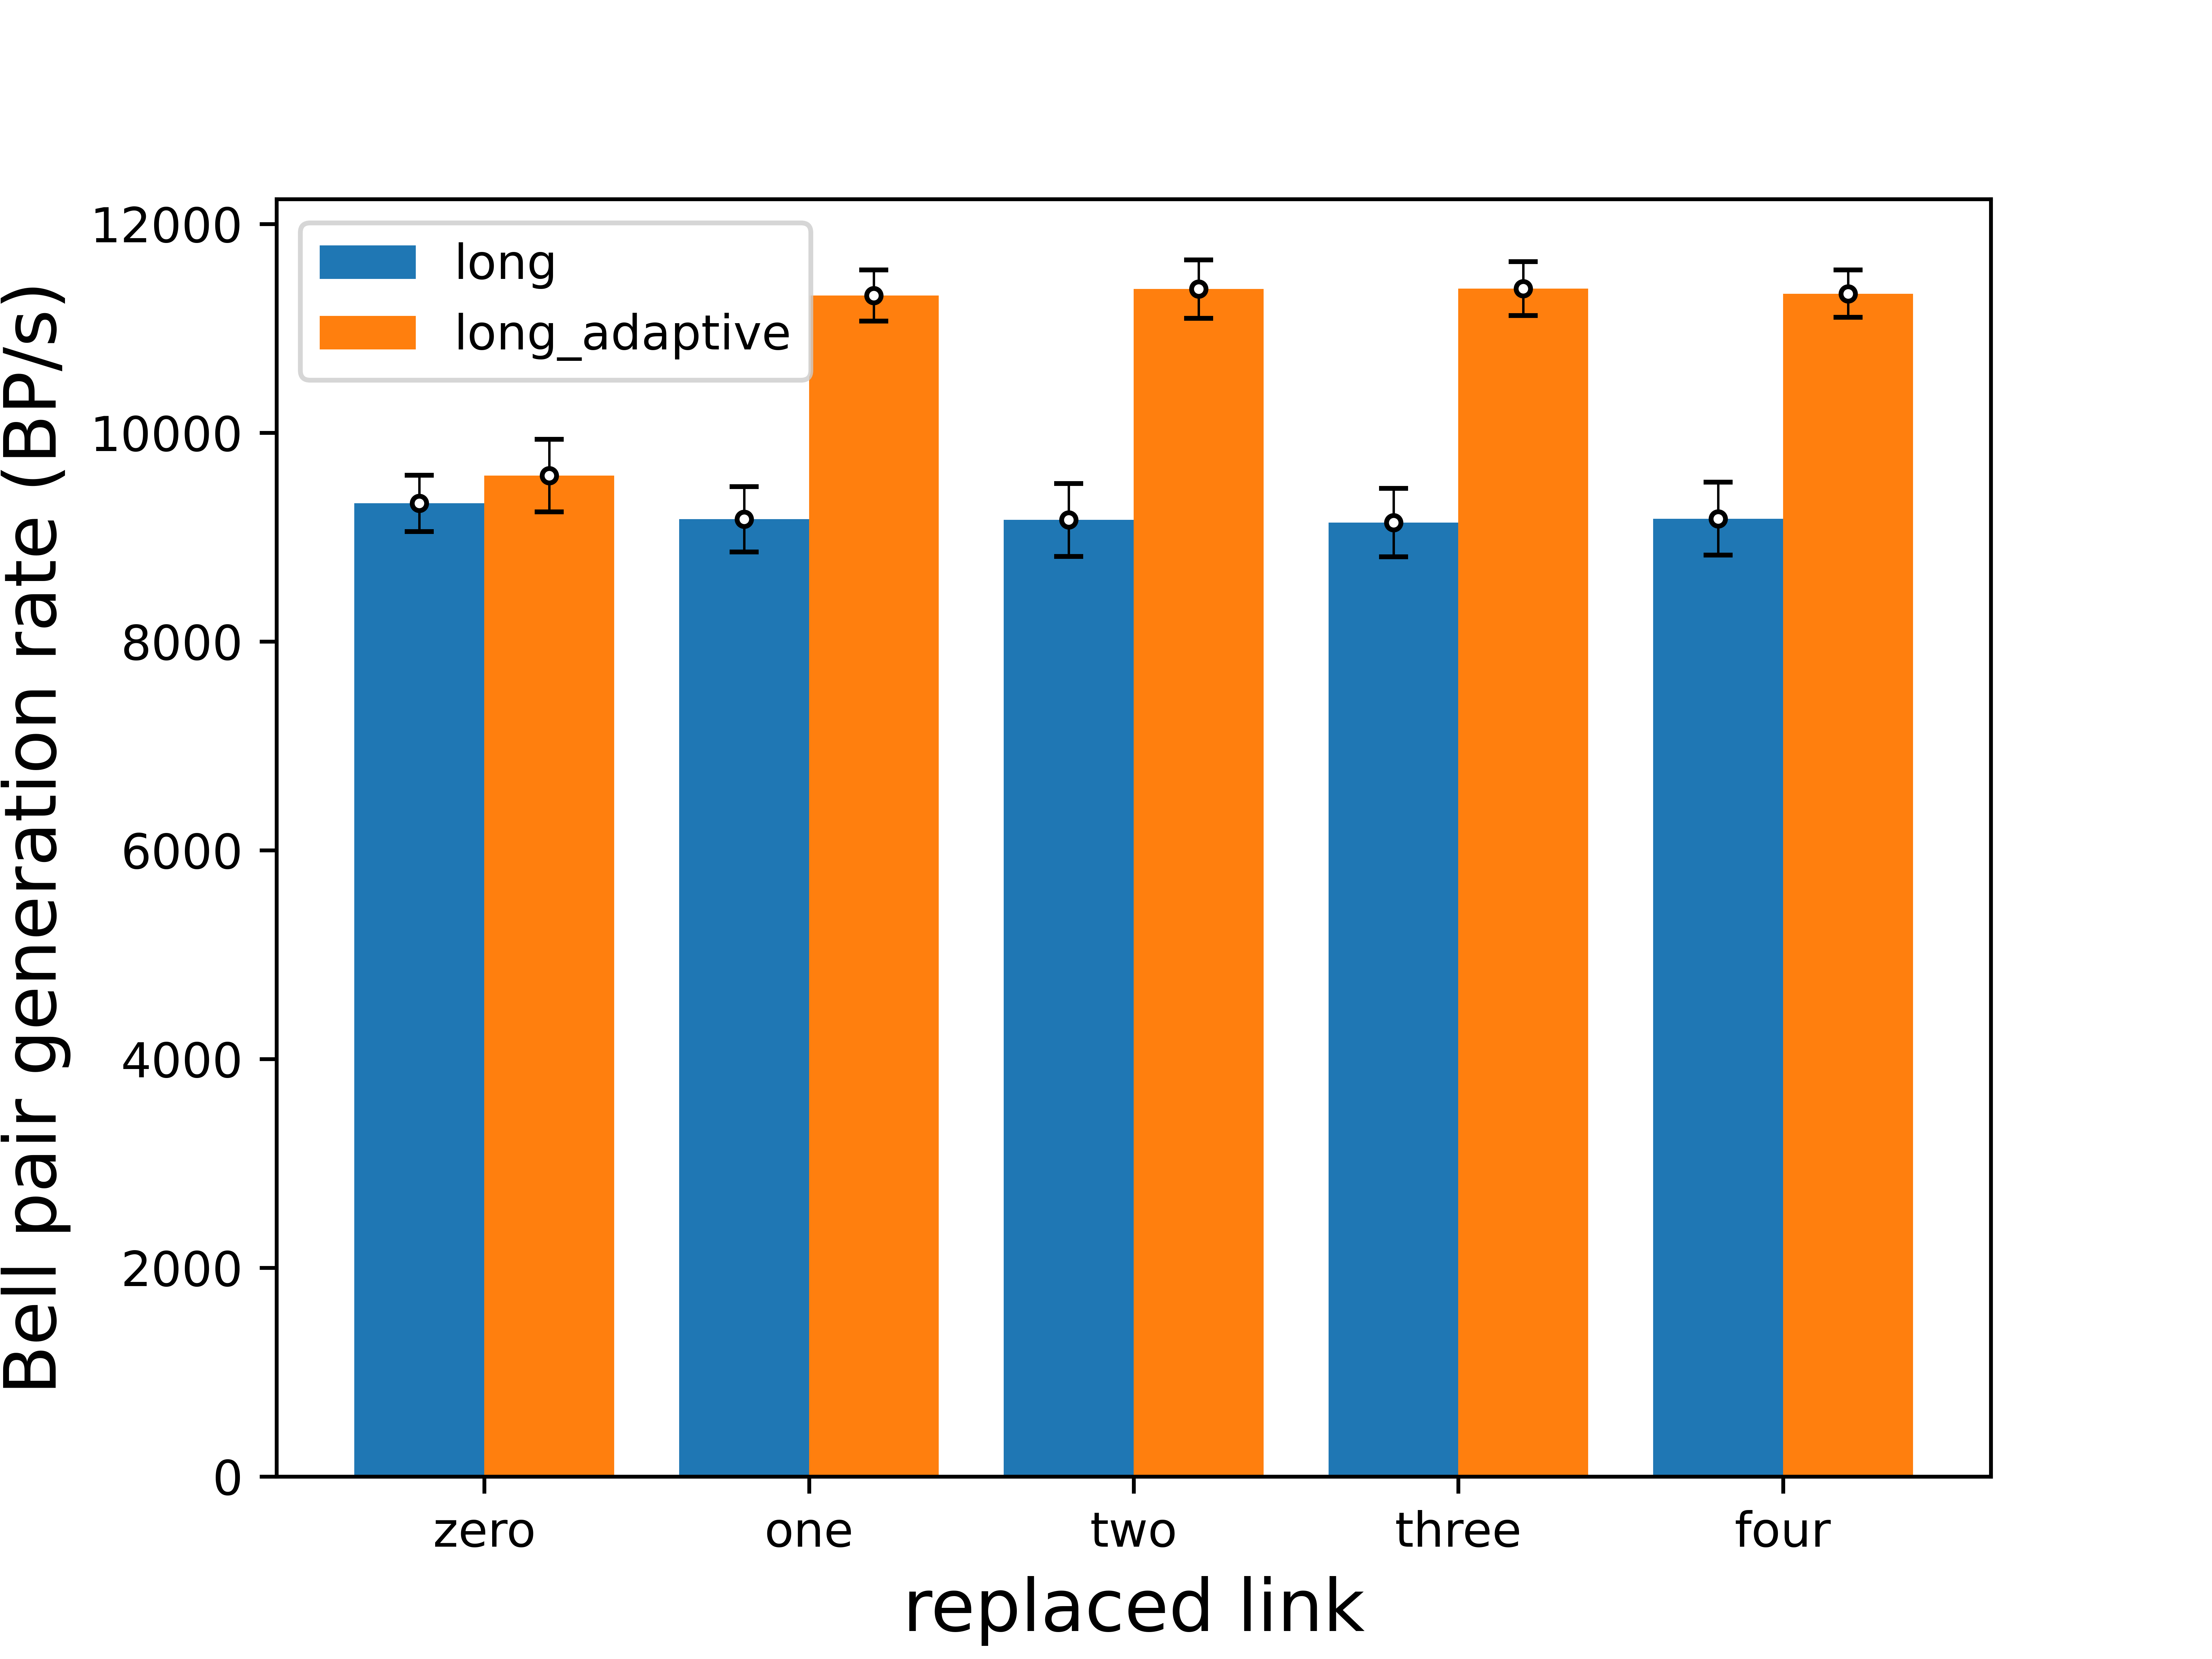 Bell pair generation rate (BP/s)
12000
10000
8000
6000
4000
2000
0
long
long_adaptive
zero one two three four
replaced link